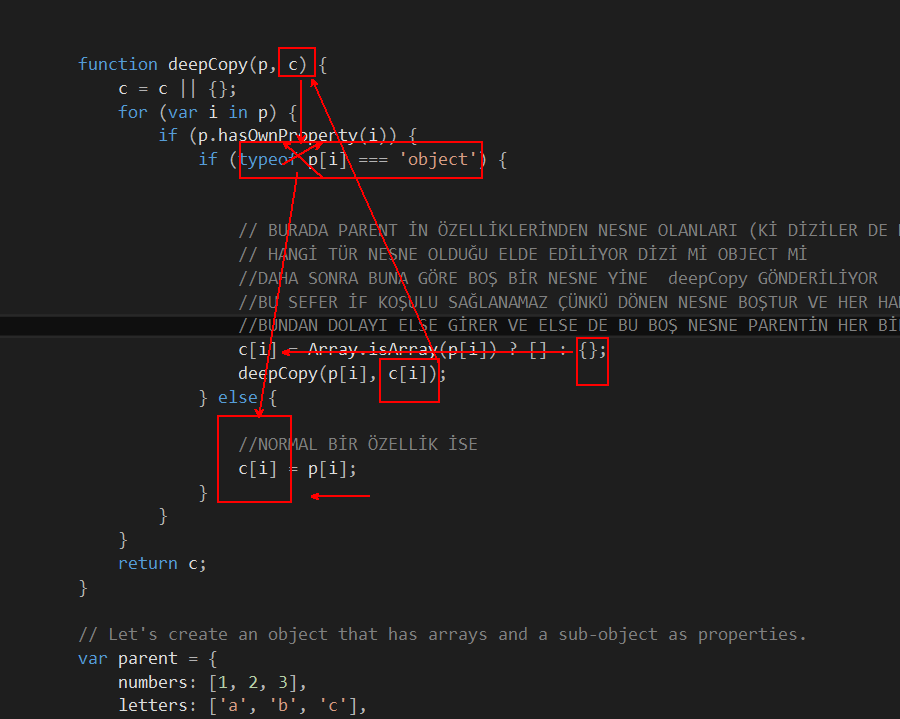 function deepCopy(p, c) {
c = c || {};
for (var i in p) {
if (p.hasOwnProperty(i)) {
if (typeof p[i] === 'object') {
// BURADA PARENT İN ÖZELLİKLERİNDEN NESNE OLANLARI (Kİ DİZİLER DE
// HANGİ TÜR NESNE OLDUĞU ELDE EDİLİYOR DİZİ Mİ OBJECT Mİ
//DAHA SONRA BUNA GÖRE BOŞ BİR NESNE YİNE  deepCopy GÖNDERİLİYOR
//BU SEFER İF KOŞULU SAĞLANAMAZ ÇÜNKÜ DÖNEN NESNE BOŞTUR VE HER
//BUNDAN DOLAYI ELSE GİRER VE ELSE DE BU BOŞ NESNE PARENTİN HER
c[i] = Array.isArray(p[i]) ? [] : {};
deepCopy(p[i], c[i]);
} else {
//NORMAL BİR ÖZELLİK İSE
c[i] = p[i];
}
}
}
return c;
}
// Let's create an object that has arrays and a sub-object as properties.
var parent = {
numbers: [1, 2, 3],
letters: ['a', 'b', 'c'],